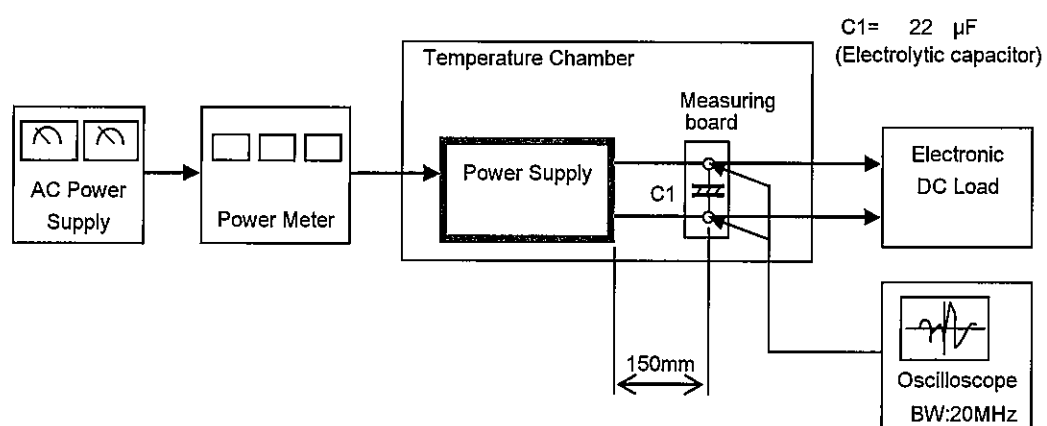 C1= 22 µF
(Electrolytic capacitor)
Temperature Chamber
Measuring
board
AC Power
Supply
Power Meter
Power Supply
C1
Electronic
DC Load
150mm
Oscilloscope
BW:20MHz